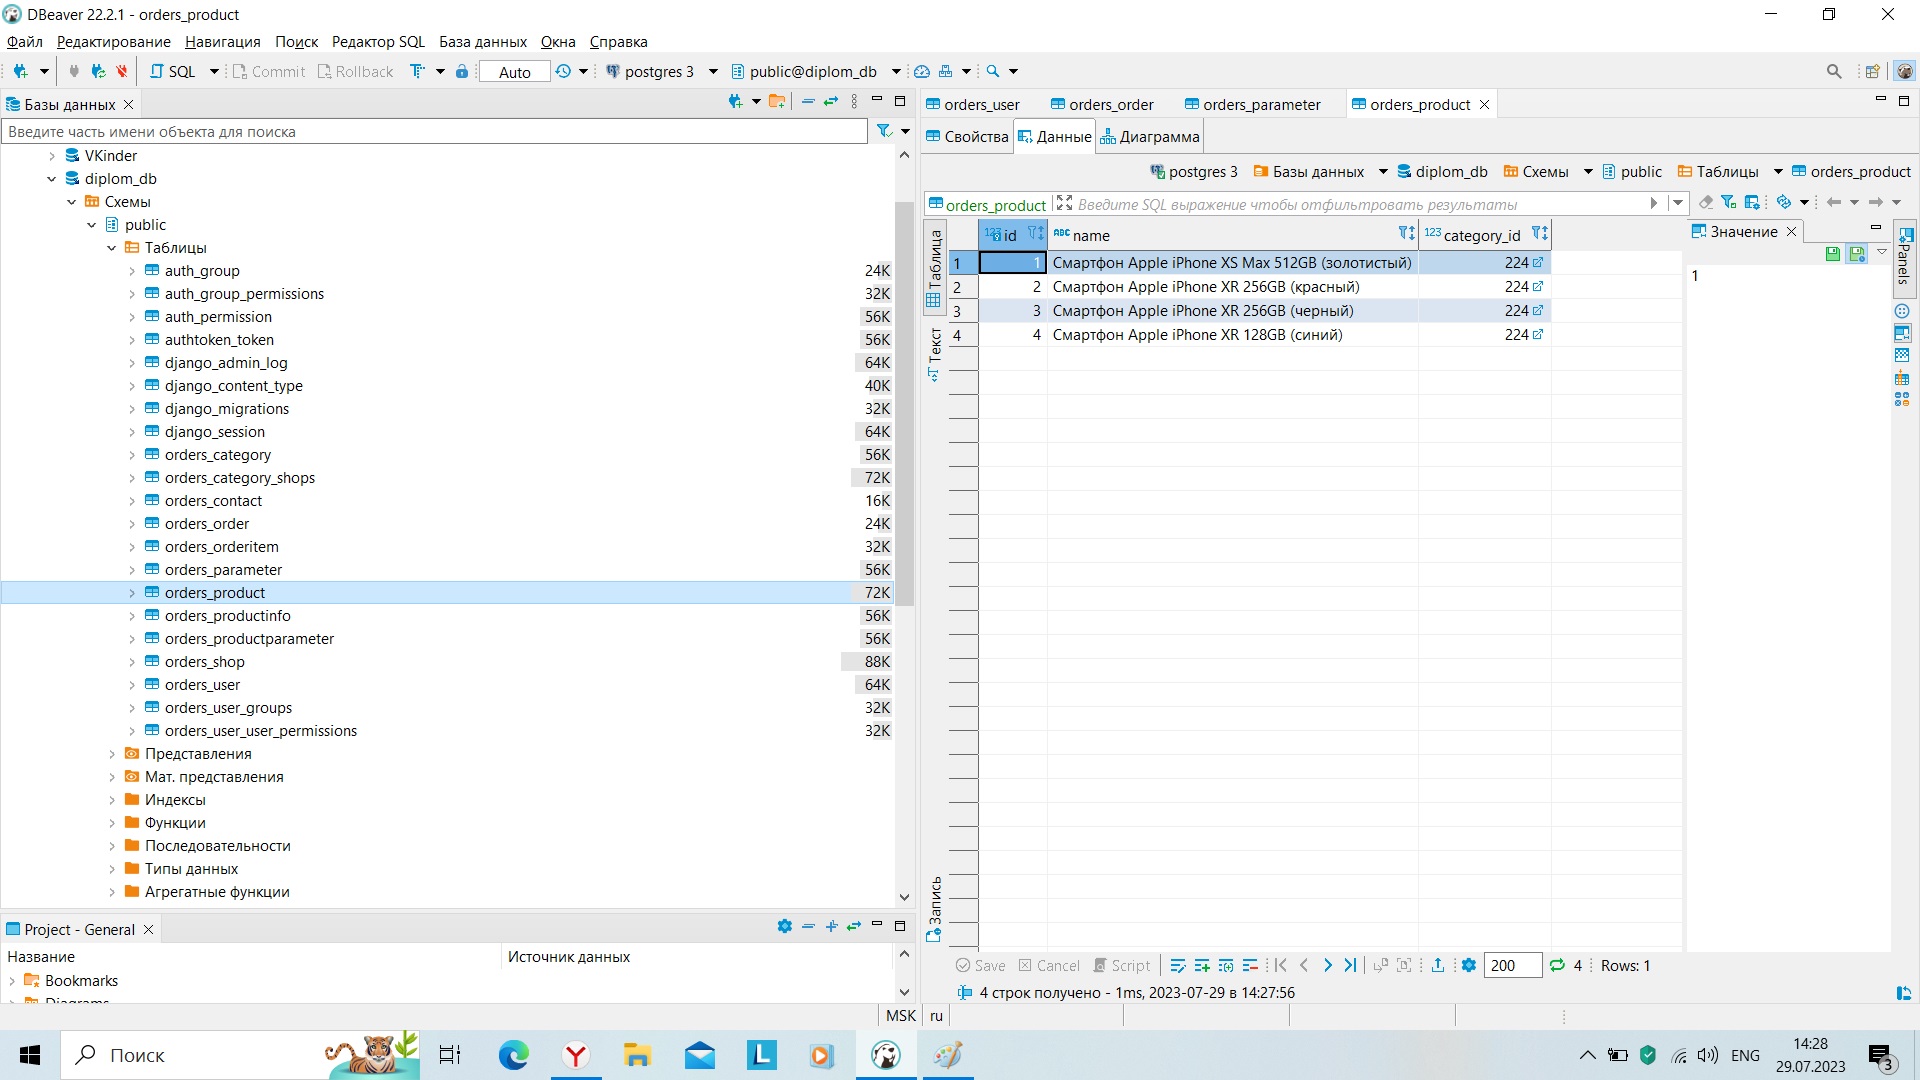 DBeaver 22.2.1 - orders_product
Файл Редактирование Навигация Поиск Редактор SQL База данных Окна Справка
SQL Commit Rollback Auto postgres 3 public@diplom_db
Базы данных
Введите часть имени объекта для поиска
VKinder
diplom_db
Схемы
public
Таблицы
auth_group 24K
auth_group_permissions 32K
auth_permission 56K
authtoken_token 56K
django_admin_log 64K
django_content_type 40K
django_migrations 32K
django_session 64K
orders_category 56K
orders_category_shops 72K
orders_contact 16K
orders_order 24K
orders_orderitem 32K
orders_parameter 56K
orders_product 72K
orders_productinfo 56K
orders_productparameter 56K
orders_shop 88K
orders_user 64K
orders_user_groups 32K
orders_user_user_permissions 32K
Представления
Мат. представления
Индексы
Функции
Последовательности
Типы данных
Агрегатные функции
Project - General
Название Источник данных
Bookmarks
Diagrams
orders_user orders_order orders_parameter orders_product
Свойства Данные Диаграмма
postgres 3 Базы данных diplom_db Схемы public Таблицы orders_product
orders_product Введите SQL выражение чтобы отфильтровать результаты
Таблица
Текст
Запись
123 id ABC name 123 category_id
1 1 Смартфон Apple iPhone XS Max 512GB (золотистый) 224
2 2 Смартфон Apple iPhone XR 256GB (красный) 224
3 3 Смартфон Apple iPhone XR 256GB (черный) 224
4 4 Смартфон Apple iPhone XR 128GB (синий) 224
Значение
1
Panels
Save Cancel Script 200 4 Rows: 1
4 строк получено - 1ms, 2023-07-29 в 14:27:56
MSK ru
Поиск
ENG
14:28
29.07.2023
3